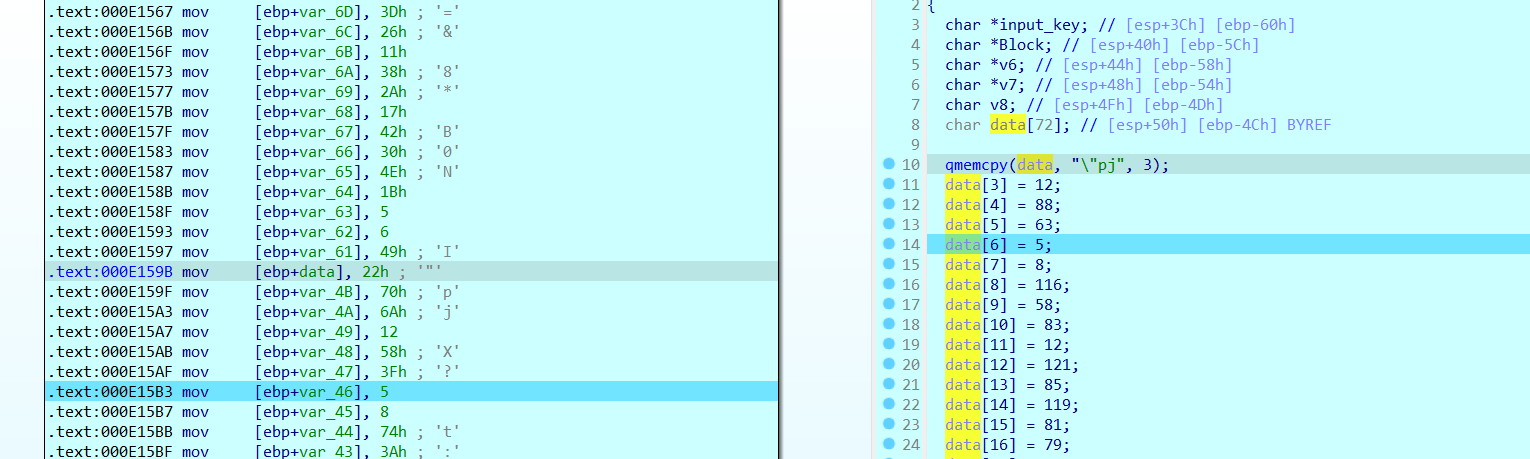 .text:000E1567 mov [ebp+var_6D], 3Dh ; '='
.text:000E156B mov [ebp+var_6C], 26h ; '&'
.text:000E156F mov [ebp+var_6B], 11h
.text:000E1573 mov [ebp+var_6A], 38h ; '8'
.text:000E1577 mov [ebp+var_69], 2Ah ; '*'
.text:000E157B mov [ebp+var_68], 17h
.text:000E157F mov [ebp+var_67], 42h ; 'B'
.text:000E1583 mov [ebp+var_66], 30h ; '0'
.text:000E1587 mov [ebp+var_65], 4Eh ; 'N'
.text:000E158B mov [ebp+var_64], 1Bh
.text:000E158F mov [ebp+var_63], 5
.text:000E1593 mov [ebp+var_62], 6
.text:000E1597 mov [ebp+var_61], 49h ; 'I'
.text:000E159B mov [ebp+data], 22h ; '"'
.text:000E159F mov [ebp+var_4B], 70h ; 'p'
.text:000E15A3 mov [ebp+var_4A], 6Ah ; 'j'
.text:000E15A7 mov [ebp+var_49], 12
.text:000E15AB mov [ebp+var_48], 58h ; 'X'
.text:000E15AF mov [ebp+var_47], 3Fh ; '?'
.text:000E15B3 mov [ebp+var_46], 5
.text:000E15B7 mov [ebp+var_45], 8
.text:000E15BB mov [ebp+var_44], 74h ; 't'
.text:000E15BF mov [ebp+var_43], 3Ah ; ':'
2 {
3 char *input_key; // [esp+3Ch] [ebp-60h]
4 char *Block; // [esp+40h] [ebp-5Ch]
5 char *v6; // [esp+44h] [ebp-58h]
6 char *v7; // [esp+48h] [ebp-54h]
7 char v8; // [esp+4Fh] [ebp-4Dh]
8 char data[72]; // [esp+50h] [ebp-4Ch] BYREF
9
10 qmemcpy(data, "\"pj", 3);
11 data[3] = 12;
12 data[4] = 88;
13 data[5] = 63;
14 data[6] = 5;
15 data[7] = 8;
16 data[8] = 116;
17 data[9] = 58;
18 data[10] = 83;
19 data[11] = 12;
20 data[12] = 121;
21 data[13] = 85;
22 data[14] = 119;
23 data[15] = 81;
24 data[16] = 79;